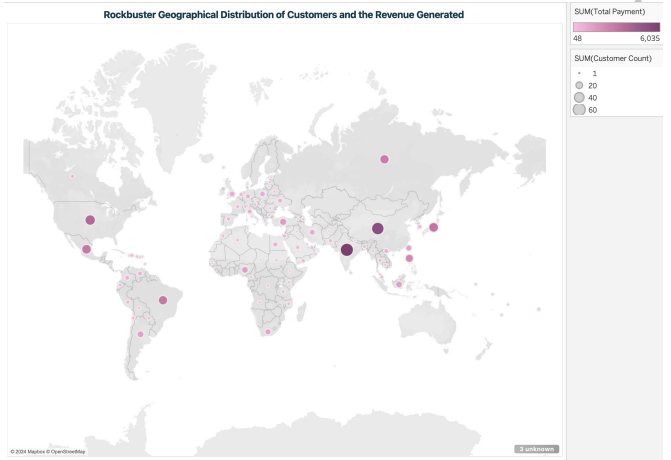 Rockbuster Geographical Distribution of Customers and the Revenue Generated
SUM(Total Payment)
48 6,035
SUM(Customer Count)
1
20
40
60
© 2024 Mapbox © OpenStreetMap
3 unknown